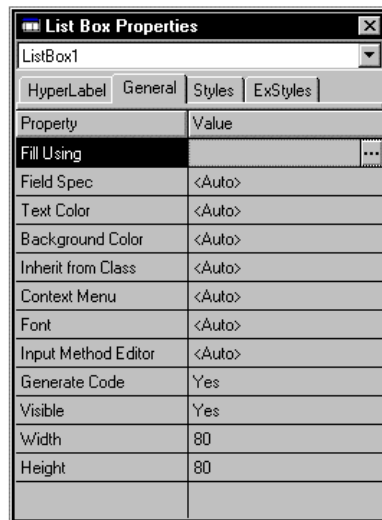 List Box Properties
ListBox1
HyperLabel General Styles ExStyles
Property Value
Fill Using ...
Field Spec <Auto>
Text Color <Auto>
Background Color <Auto>
Inherit from Class <Auto>
Context Menu <Auto>
Font <Auto>
Input Method Editor <Auto>
Generate Code Yes
Visible Yes
Width 80
Height 80